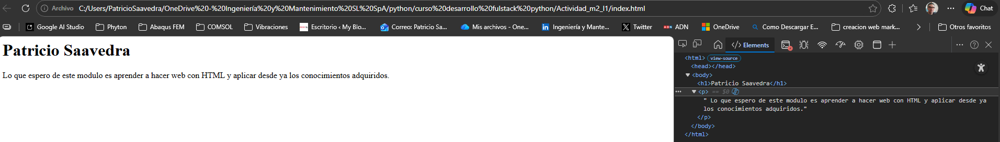 Archivo C:/Users/PatricioSaavedra/OneDrive%20-%20Ingeniería%20y%20Mantenimiento%20SL%20SpA/python/curso%20desarrollo%20fulstack%20python/Actividad_m2_l1/index.html Chat
Google AI Studio Phyton Abaqus FEM COMSOL Vibraciones Escritorio ‹ My Blo... Correo: Patricio Sa... Mis archivos - One... Ingeniería y Mante... Twitter ADN OneDrive Como Descargar E... creacion web mark... Otros favoritos
Patricio Saavedra
Lo que espero de este modulo es aprender a hacer web con HTML y aplicar desde ya los conocimientos adquiridos.
</> Elements
<html> view-source
<head></head>
<body>
<h1>Patricio Saavedra</h1>
<p> == $0
" Lo que espero de este modulo es aprender a hacer web con HTML y aplicar desde ya
los conocimientos adquiridos."
</p>
</body>
</html>